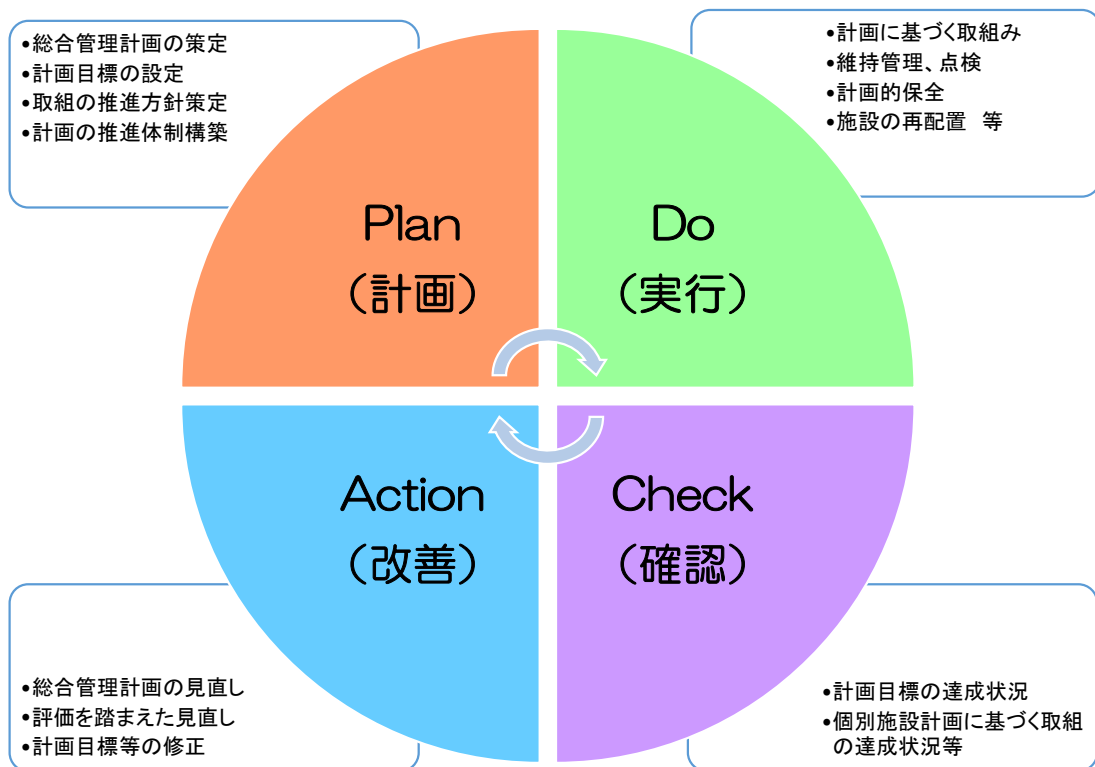 •総合管理計画の策定
•計画目標の設定
•取組の推進方針策定
•計画の推進体制構築
•計画に基づく取組み
•維持管理、点検
•計画的保全
•施設の再配置　等
Plan
（計画）
Do
（実行）
Action
（改善）
Check
（確認）
•総合管理計画の見直し
•評価を踏まえた見直し
•計画目標等の修正
•計画目標の達成状況
•個別施設計画に基づく取組
の達成状況等